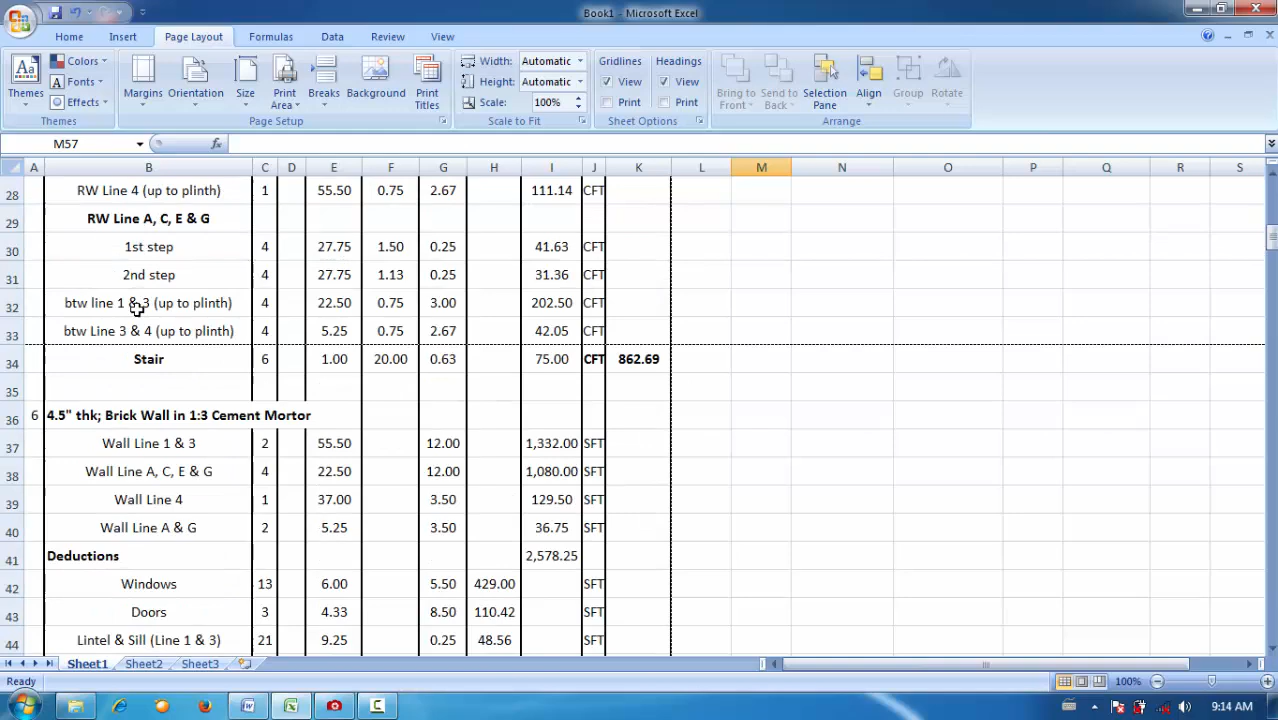 Book1 - Microsoft Excel
Home Insert Page Layout Formulas Data Review View
Themes Colors Fonts Effects Margins Orientation Size Print Area Breaks Background Print Titles Width: Automatic Height: Automatic Scale: 100% Gridlines View Print Headings View Print Bring to Front Send to Back Selection Pane Align Group Rotate
Themes Page Setup Scale to Fit Sheet Options Arrange
M57 fx
A B C D E F G H I J K L M N O P Q R S
28 RW Line 4 (up to plinth) 1 55.50 0.75 2.67 111.14 CFT
29 RW Line A, C, E & G
30 1st step 4 27.75 1.50 0.25 41.63 CFT
31 2nd step 4 27.75 1.13 0.25 31.36 CFT
32 btw line 1 & 3 (up to plinth) 4 22.50 0.75 3.00 202.50 CFT
33 btw Line 3 & 4 (up to plinth) 4 5.25 0.75 2.67 42.05 CFT
34 Stair 6 1.00 20.00 0.63 75.00 CFT 862.69
35
36 6 4.5" thk; Brick Wall in 1:3 Cement Mortor
37 Wall Line 1 & 3 2 55.50 12.00 1,332.00 SFT
38 Wall Line A, C, E & G 4 22.50 12.00 1,080.00 SFT
39 Wall Line 4 1 37.00 3.50 129.50 SFT
40 Wall Line A & G 2 5.25 3.50 36.75 SFT
41 Deductions 2,578.25
42 Windows 13 6.00 5.50 429.00 SFT
43 Doors 3 4.33 8.50 110.42 SFT
44 Lintel & Sill (Line 1 & 3) 21 9.25 0.25 48.56 SFT
Sheet1 Sheet2 Sheet3
Ready 100%
9:14 AM